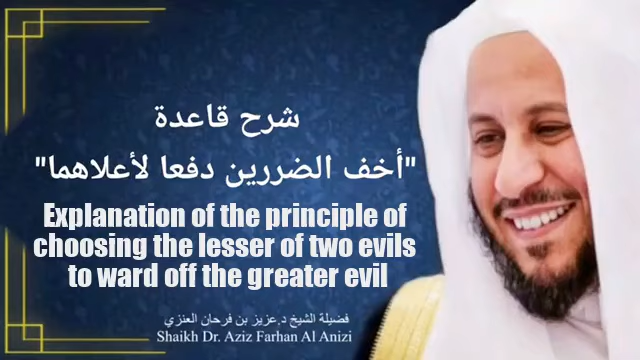 شرح قاعدة
"أخف الضررين دفعا لأعلاهما"
Explanation of the principle of
choosing the lesser of two evils
to ward off the greater evil
فضيلة الشيخ د.عزيز بن فرحان العنزي
Shaikh Dr. Aziz Farhan Al Anizi